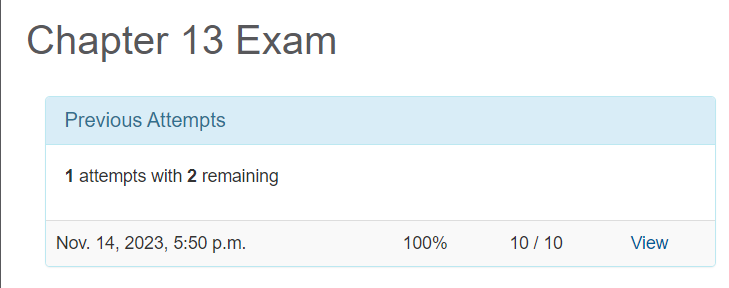 Chapter 13 Exam
Previous Attempts
1 attempts with 2 remaining
Nov. 14, 2023, 5:50 p.m. 100% 10 / 10 View